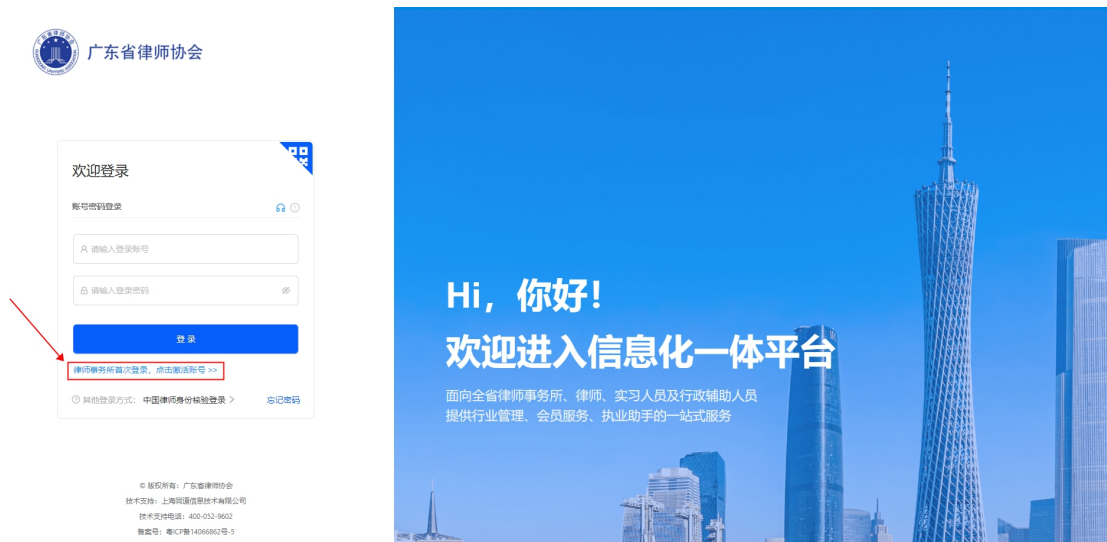 广东省律师协会
欢迎登录
账号密码登录
请输入登录账号
请输入登录密码
登录
律师事务所首次登录，点击激活账号 >>
其他登录方式： 中国律师身份核验登录 >
忘记密码
© 版权所有：广东省律师协会
技术支持：上海同道信息技术有限公司
技术支持电话：400-052-9602
备案号：粤ICP备14066862号-5
Hi，你好！
欢迎进入信息化一体平台
面向全省律师事务所、律师、实习人员及行政辅助人员
提供行业管理、会员服务、执业助手的一站式服务